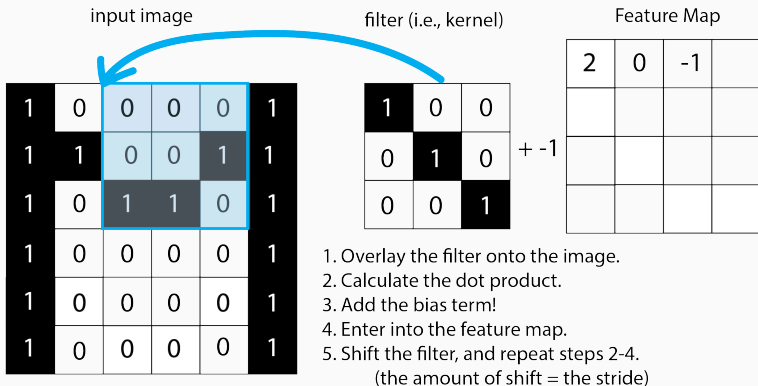 input image
filter (i.e., kernel)
Feature Map
1 0 0 0 0 1
1 1 0 0 1 1
1 0 1 1 0 1
1 0 0 0 0 1
1 0 0 0 0 1
1 0 0 0 0 1
1 0 0
0 1 0
0 0 1
+ -1
2 0 -1
1. Overlay the filter onto the image.
2. Calculate the dot product.
3. Add the bias term!
4. Enter into the feature map.
5. Shift the filter, and repeat steps 2-4.
(the amount of shift = the stride)